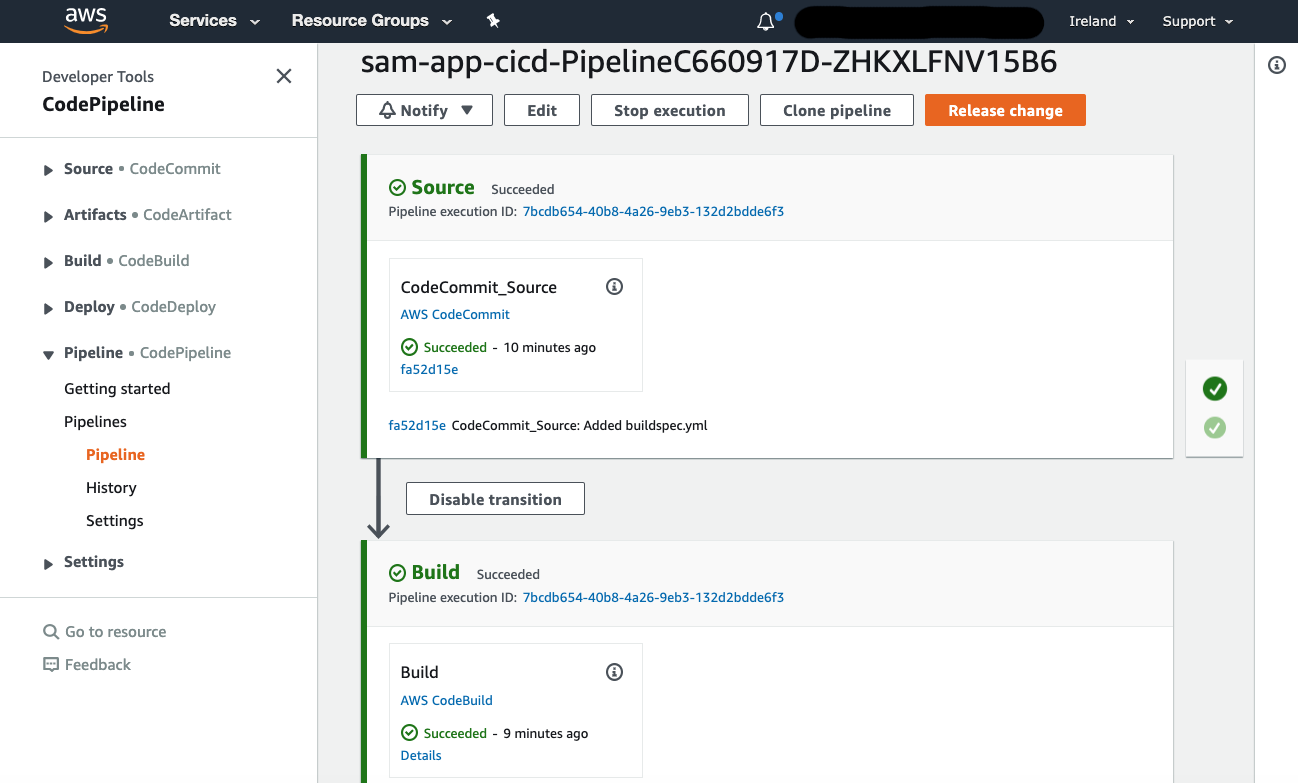 aws Services Resource Groups Ireland Support
Developer Tools
CodePipeline
Source • CodeCommit
Artifacts • CodeArtifact
Build • CodeBuild
Deploy • CodeDeploy
Pipeline • CodePipeline
Getting started
Pipelines
Pipeline
History
Settings
Settings
Go to resource
Feedback
sam-app-cicd-PipelineC660917D-ZHKXLFNV15B6
Notify Edit Stop execution Clone pipeline Release change
Source Succeeded
Pipeline execution ID: 7bcdb654-40b8-4a26-9eb3-132d2bdde6f3
CodeCommit_Source
AWS CodeCommit
Succeeded - 10 minutes ago
fa52d15e
fa52d15e CodeCommit_Source: Added buildspec.yml
Disable transition
Build Succeeded
Pipeline execution ID: 7bcdb654-40b8-4a26-9eb3-132d2bdde6f3
Build
AWS CodeBuild
Succeeded - 9 minutes ago
Details